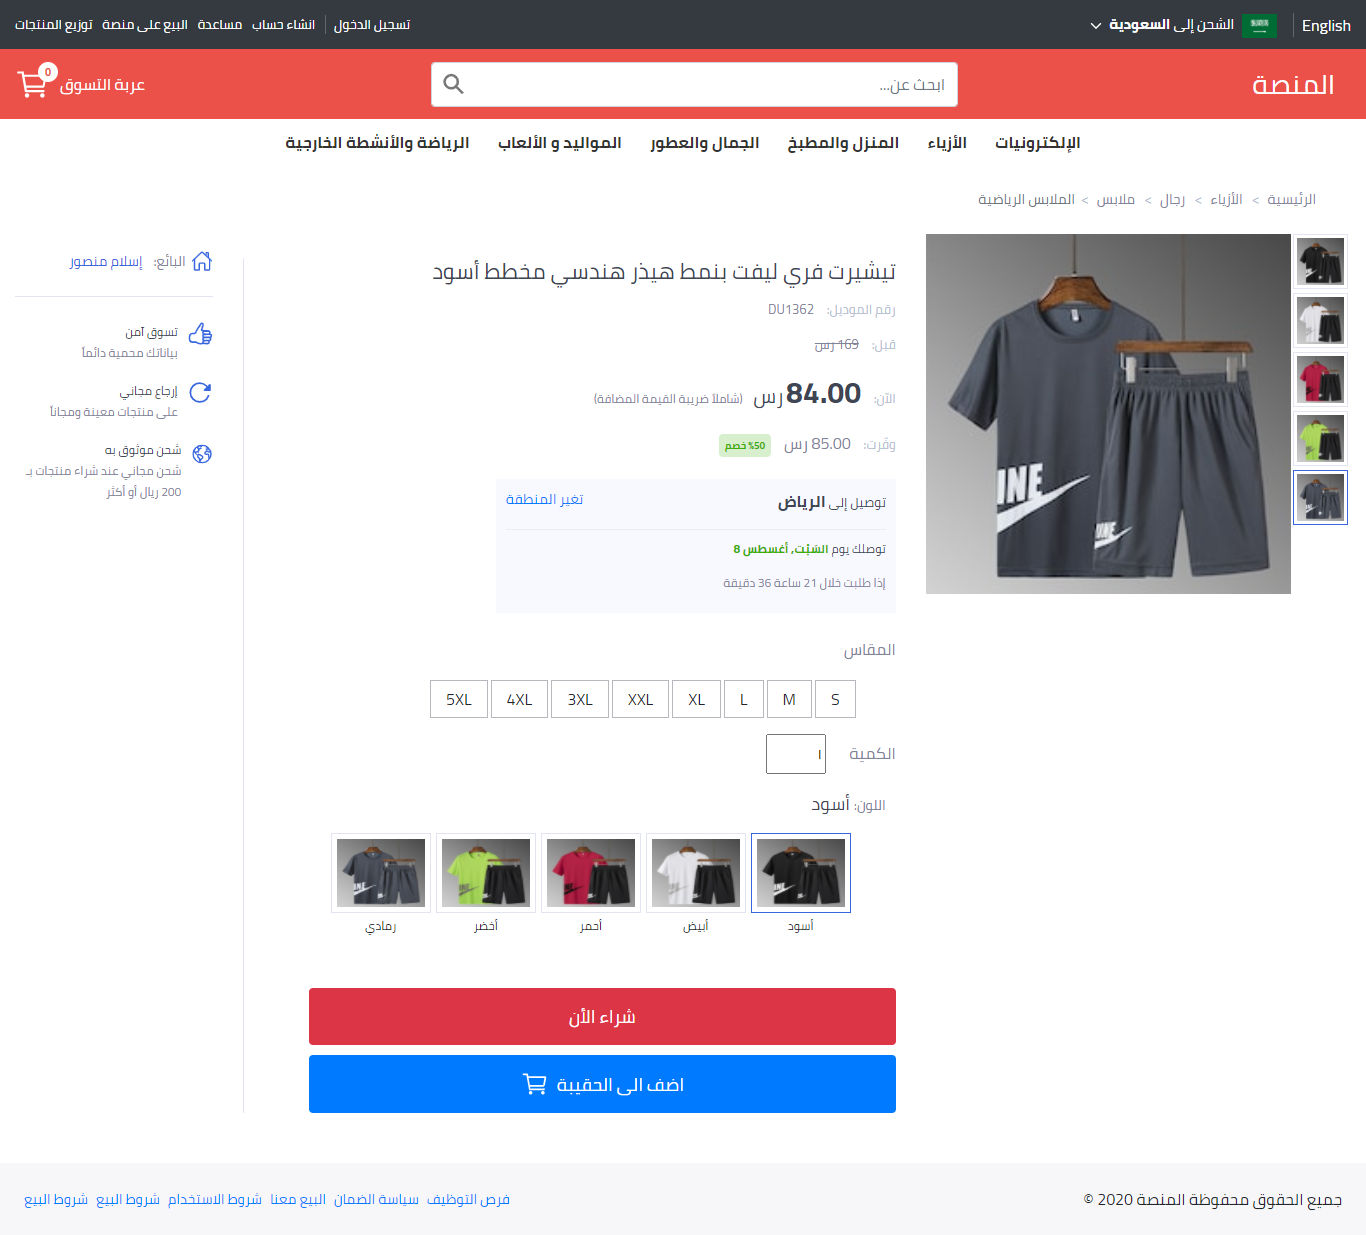 English
الشحن إلى السعودية
تسجيل الدخول
انشاء حساب
مساعدة
البيع على منصة
توزيع المنتجات
المنصة
ابحث عن...
0
عربة التسوق
الإلكترونيات
الأزياء
المنزل والمطبخ
الجمال والعطور
المواليد و الألعاب
الرياضة والأنشطة الخارجية
الرئيسية > الأزياء > رجال > ملابس > الملابس الرياضية
INE
INE
تيشيرت فري ليفت بنمط هيذر هندسي مخطط أسود
رقم الموديل: DU1362
قبل: 169 رس
الآن: 84.00 رس (شاملاً ضريبة القيمة المضافة)
وفّرت: 85.00 رس 50% خصم
توصيل إلى الرياض
تغير المنطقة
توصلك يوم السَبْت, أغسطس 8
إذا طلبت خلال 21 ساعة 36 دقيقة
المقاس
S
M
L
XL
XXL
3XL
4XL
5XL
الكمية
1
اللون: أسود
أسود
أبيض
أحمر
أخضر
رمادي
شراء الأن
اضف الى الحقيبة
البائع: إسلام منصور
تسوق آمن
بياناتك محمية دائماً
إرجاع مجاني
على منتجات معينة ومجاناً
شحن موثوق به
شحن مجاني عند شراء منتجات بـ
200 ريال أو أكثر
جميع الحقوق محفوظة المنصة 2020 ©
فرص التوظيف
سياسة الضمان
البيع معنا
شروط الاستخدام
شروط البيع
شروط البيع